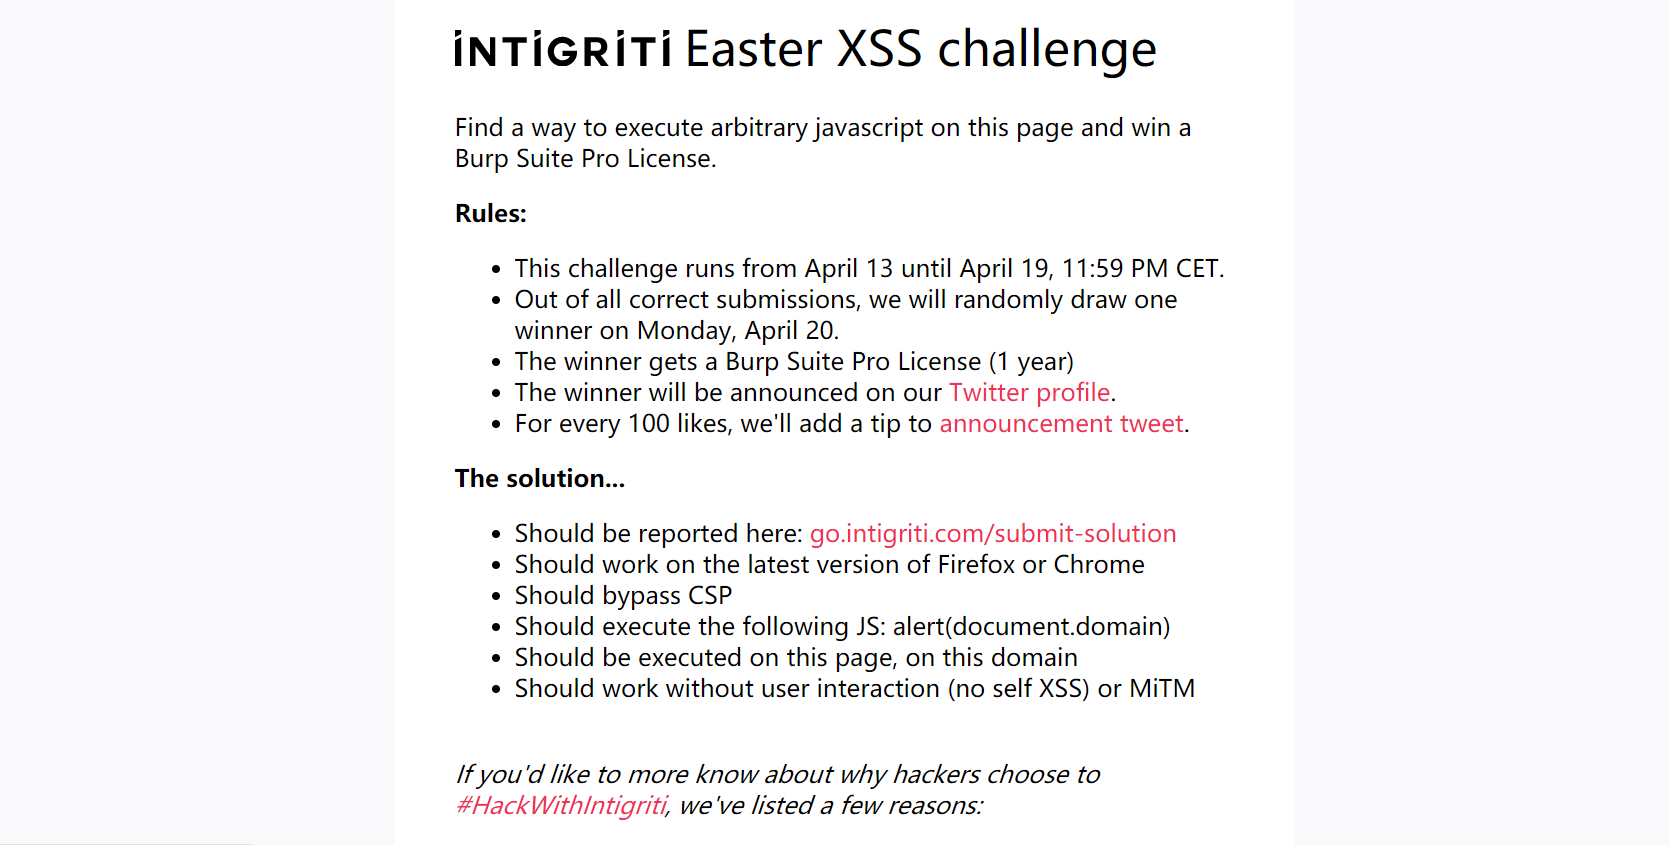 INTIGRITI Easter XSS challenge
Find a way to execute arbitrary javascript on this page and win a
Burp Suite Pro License.
Rules:
• This challenge runs from April 13 until April 19, 11:59 PM CET.
• Out of all correct submissions, we will randomly draw one
winner on Monday, April 20.
• The winner gets a Burp Suite Pro License (1 year)
• The winner will be announced on our Twitter profile.
• For every 100 likes, we'll add a tip to announcement tweet.
The solution...
• Should be reported here: go.intigriti.com/submit-solution
• Should work on the latest version of Firefox or Chrome
• Should bypass CSP
• Should execute the following JS: alert(document.domain)
• Should be executed on this page, on this domain
• Should work without user interaction (no self XSS) or MiTM
If you'd like to more know about why hackers choose to
#HackWithIntigriti, we've listed a few reasons: